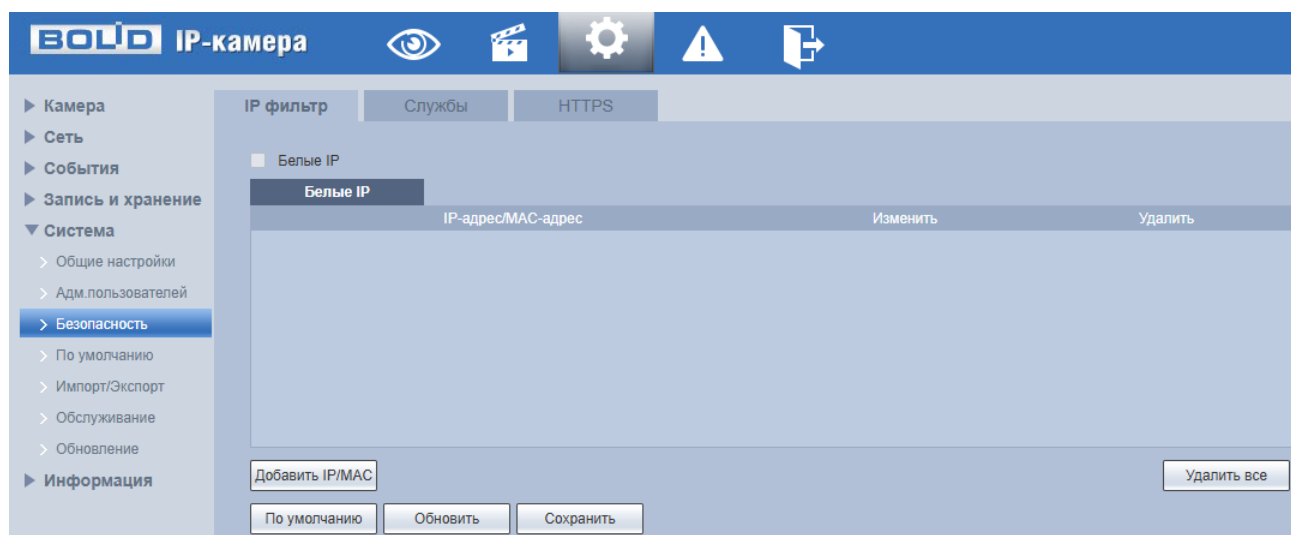 BOLID IP-камера
Камера
Сеть
События
Запись и хранение
Система
Общие настройки
Адм.пользователей
Безопасность
По умолчанию
Импорт/Экспорт
Обслуживание
Обновление
Информация
IP фильтр Службы HTTPS
Белые IP
Белые IP
IP-адрес/MAC-адрес Изменить Удалить
Добавить IP/MAC Удалить все
По умолчанию Обновить Сохранить